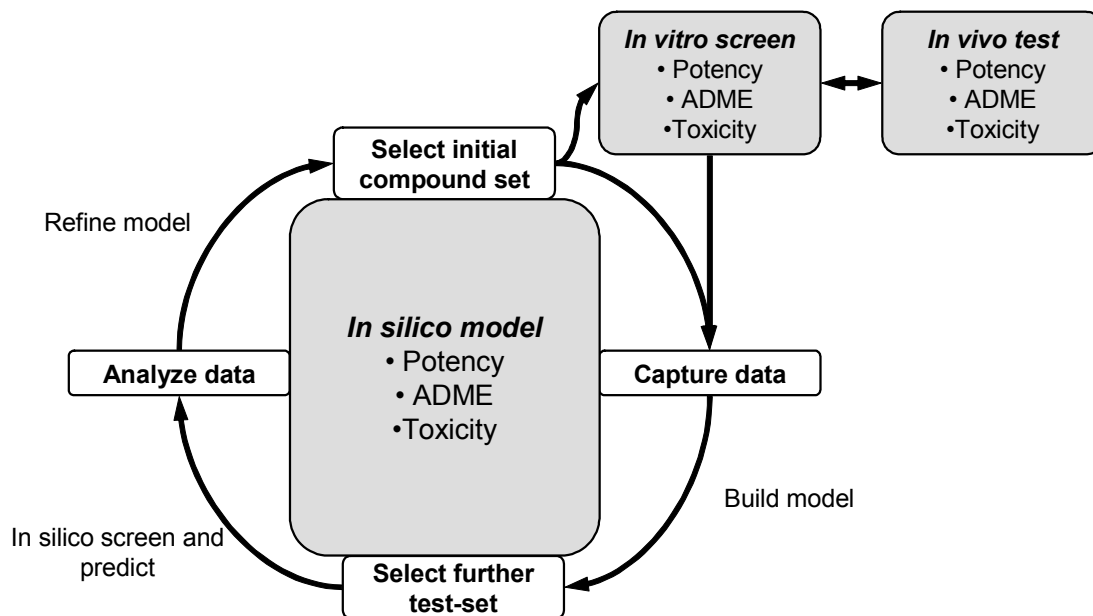 In vitro screen
• Potency
• ADME
•Toxicity
In vivo test
• Potency
• ADME
•Toxicity
Select initial
compound set
Refine model
In silico model
• Potency
• ADME
•Toxicity
Analyze data
Capture data
Build model
In silico screen and
predict
Select further
test-set